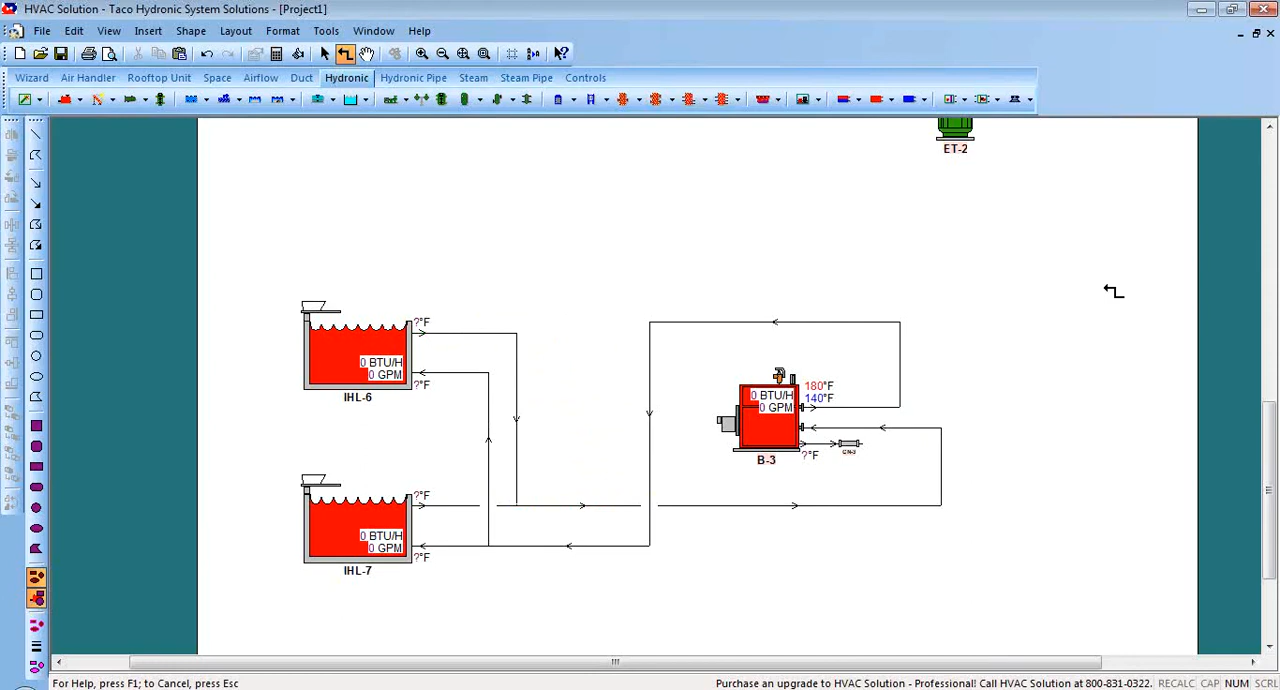 HVAC Solution - Taco Hydronic System Solutions - [Project1]
File Edit View Insert Shape Layout Format Tools Window Help
Wizard Air Handler Rooftop Unit Space Airflow Duct Hydronic Hydronic Pipe Steam Steam Pipe Controls
ET-2
?°F
0 BTU/H
0 GPM
?°F
IHL-6
180°F
140°F
0 BTU/H
0 GPM
?°F
B-3
?°F
0 BTU/H
0 GPM
?°F
IHL-7
For Help, press F1; to Cancel, press Esc
Purchase an upgrade to HVAC Solution - Professional! Call HVAC Solution at 800-831-0322. RECALC CAP NUM SCRL